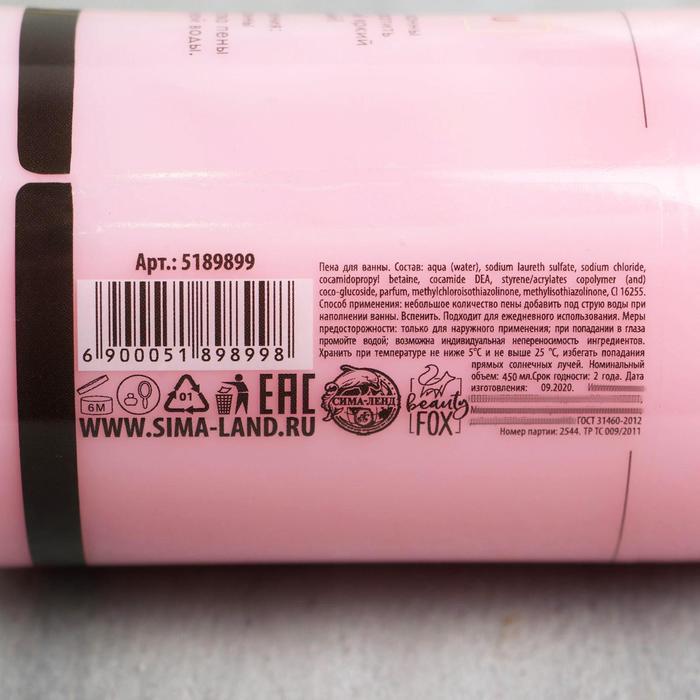 ло пены
й воды.
Арт.: 5189899
6 900051 898998
6M
01
EAC
WWW.SIMA-LAND.RU
Пена для ванны. Состав: aqua (water), sodium laureth sulfate, sodium chloride,
cocamidopropyl betaine, cocamide DEA, styrene/acrylates copolymer (and)
coco-glucoside, parfum, methylchloroisothiazolinone, methylisothiazolinone, CI 16255.
Способ применения: небольшое количество пены добавить под струю воды при
наполнении ванны. Вспенить. Подходит для ежедневного использования. Меры
предосторожности: только для наружного применения; при попадании в глаза
промойте водой; возможна индивидуальная непереносимость ингредиентов.
Хранить при температуре не ниже 5°C и не выше 25 °C, избегать попадания
прямых солнечных лучей. Номинальный
объем: 450 мл.Срок годности: 2 года. Дата
изготовления: 09.2020.
ГОСТ 31460-2012
Номер партии: 2544. ТР ТС 009/2011
СИМА-ЛЕНД
beauty
FOX